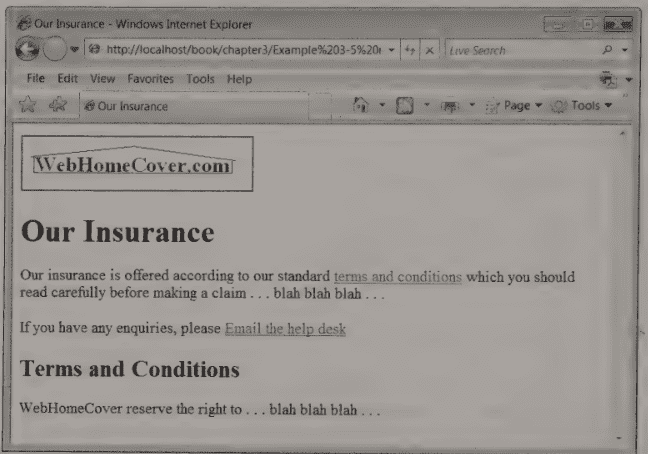 Our Insurance - Windows Internet Explorer
http://localhost/book/chapter3/Example%203-5%20
Live Search
File Edit View Favorites Tools Help
Our Insurance
Page Tools
WebHomeCover.com
Our Insurance
Our insurance is offered according to our standard terms and conditions which you should
read carefully before making a claim . . . blah blah blah . . .
If you have any enquiries, please Email the help desk
Terms and Conditions
WebHomeCover reserve the right to . . . blah blah blah . . .